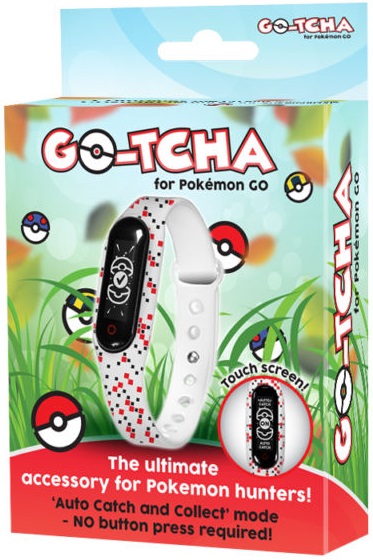 GO-TCHA
for Pokémon GO
GO-TCHA
for Pokémon GO
GO-TCHA
for Pokémon GO
Touch screen!
The ultimate
accessory for Pokemon hunters!
'Auto Catch and Collect' mode
- NO button press required!